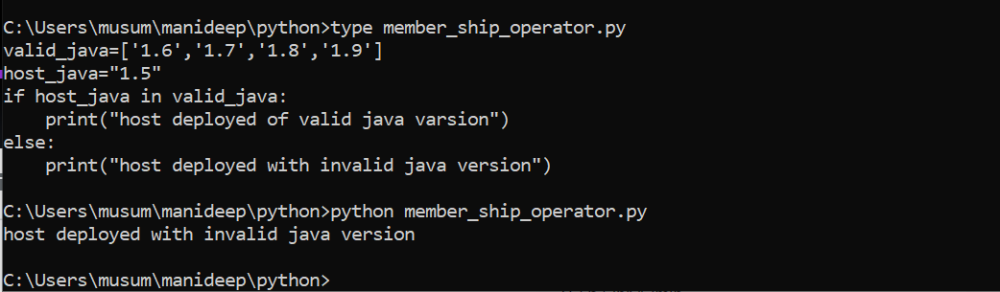 C:\Users\musum\manideep\python>type member_ship_operator.py
valid_java=['1.6','1.7','1.8','1.9']
host_java="1.5"
if host_java in valid_java:
    print("host deployed of valid java varsion")
else:
    print("host deployed with invalid java version")
C:\Users\musum\manideep\python>python member_ship_operator.py
host deployed with invalid java version
C:\Users\musum\manideep\python>